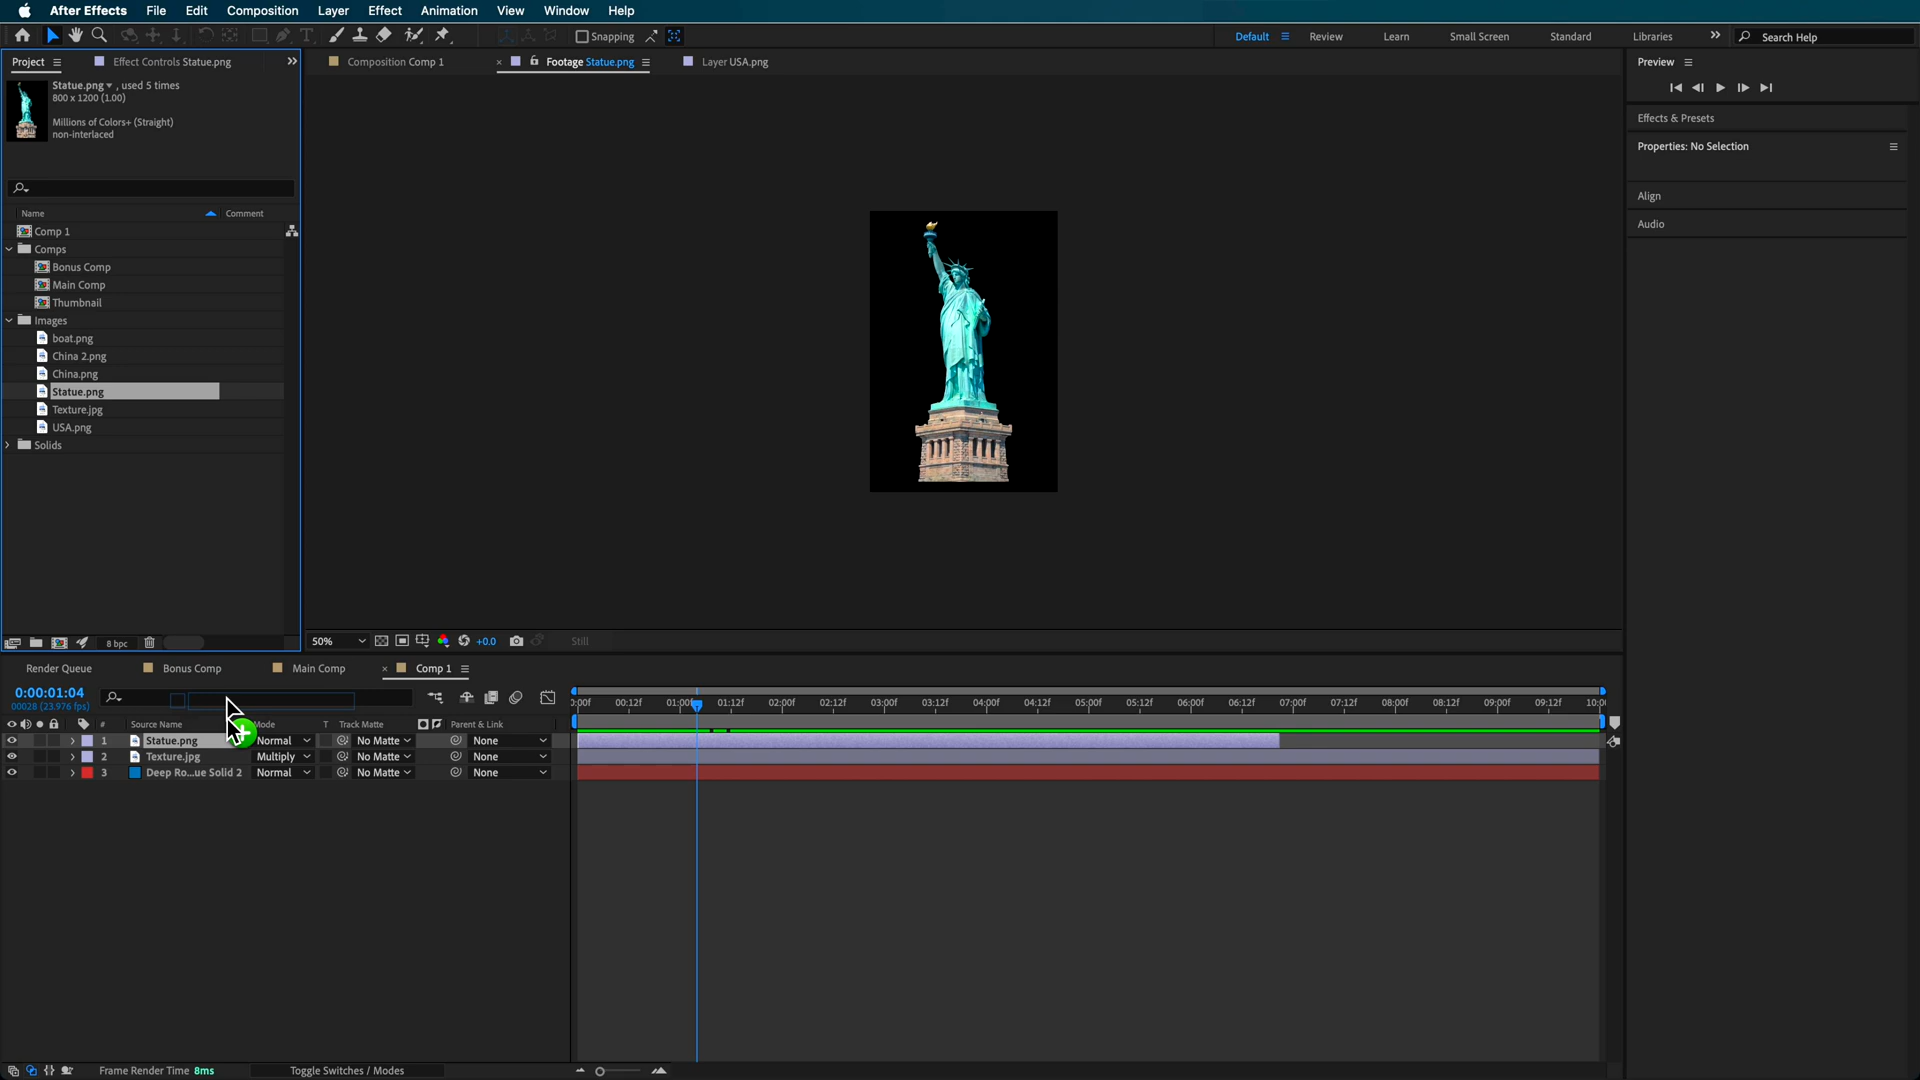 After Effects File Edit Composition Layer Effect Animation View Window Help
Snapping Default Review Learn Small Screen Standard Libraries Search Help
Project Effect Controls Statue.png Composition Comp 1 Footage Statue.png Layer USA.png Preview
Statue.png , used 5 times
800 x 1200 (1.00)
Millions of Colors+ (Straight)
non-interlaced
Effects & Presets
Properties: No Selection
Align
Audio
Name Comment
Comp 1
Comps
Bonus Comp
Main Comp
Thumbnail
Images
boat.png
China 2.png
China.png
Statue.png
Texture.jpg
USA.png
Solids
8 bpc 50% +0.0 Still
Render Queue Bonus Comp Main Comp Comp 1
0:00:01:04
00028 (23.976 fps)
:00f 00:12f 01:00f 01:12f 02:00f 02:12f 03:00f 03:12f 04:00f 04:12f 05:00f 05:12f 06:00f 06:12f 07:00f 07:12f 08:00f 08:12f 09:00f 09:12f 10:00
# Source Name Mode T Track Matte Parent & Link
1 Statue.png Normal No Matte None
2 Texture.jpg Multiply No Matte None
3 Deep Ro...ue Solid 2 Normal No Matte None
Frame Render Time 8ms Toggle Switches / Modes